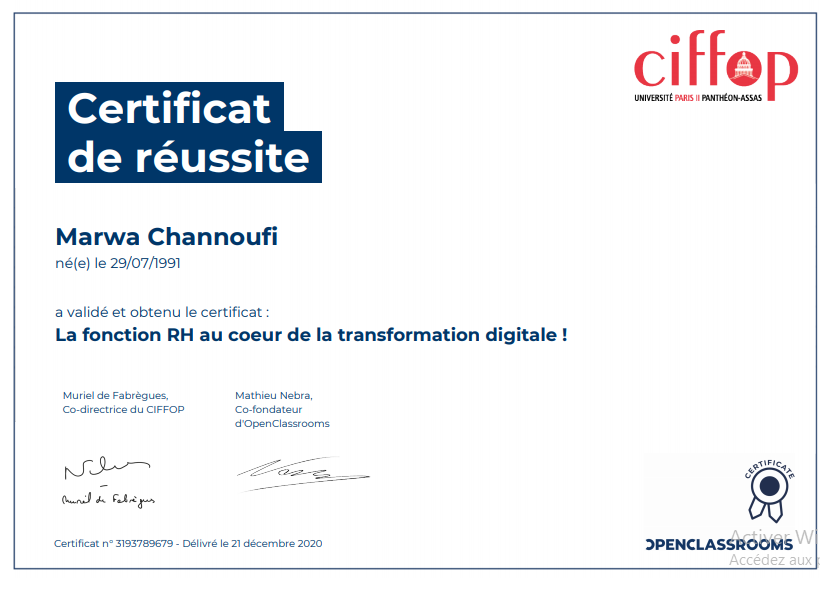 ciffop
UNIVERSITÉ PARIS II PANTHÉON-ASSAS
Certificat
de réussite
Marwa Channoufi
né(e) le 29/07/1991
a validé et obtenu le certificat :
La fonction RH au coeur de la transformation digitale !
Muriel de Fabrègues,
Co-directrice du CIFFOP
Mathieu Nebra,
Co-fondateur
d'OpenClassrooms
Muriel de Fabrègues
CERTIFICATE
Certificat n° 3193789679 - Délivré le 21 décembre 2020
OPENCLASSROOMS
Activer Wi
Accédez aux